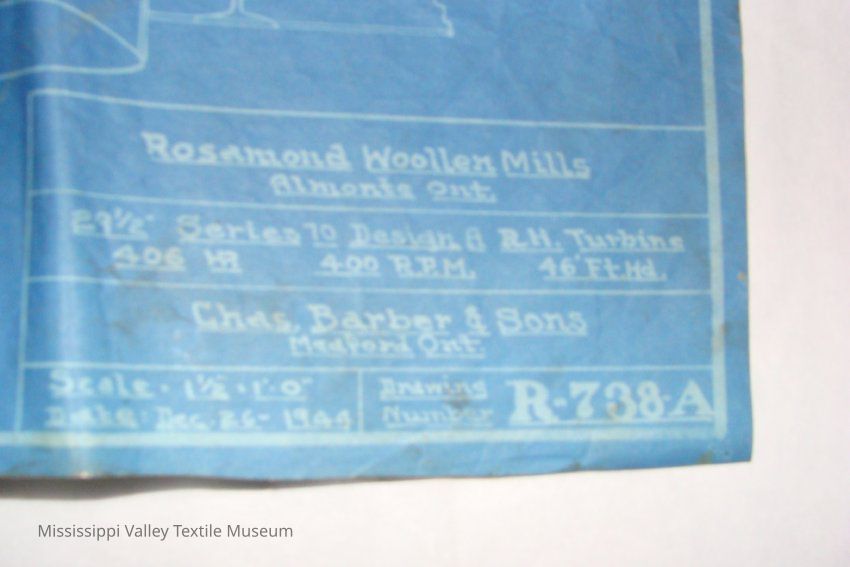 Rosamond Woollen Mills
Almonte Ont.
29½" Series 70 Design R.H. Turbine
406 HP 400 R.P.M. 46' Ft.Hd.
Chas. Barber & Sons
Meaford Ont.
Scale · 1½" = 1'-0"
Date: Dec. 26 - 1944
Drawing Number R-738-A
Mississippi Valley Textile Museum